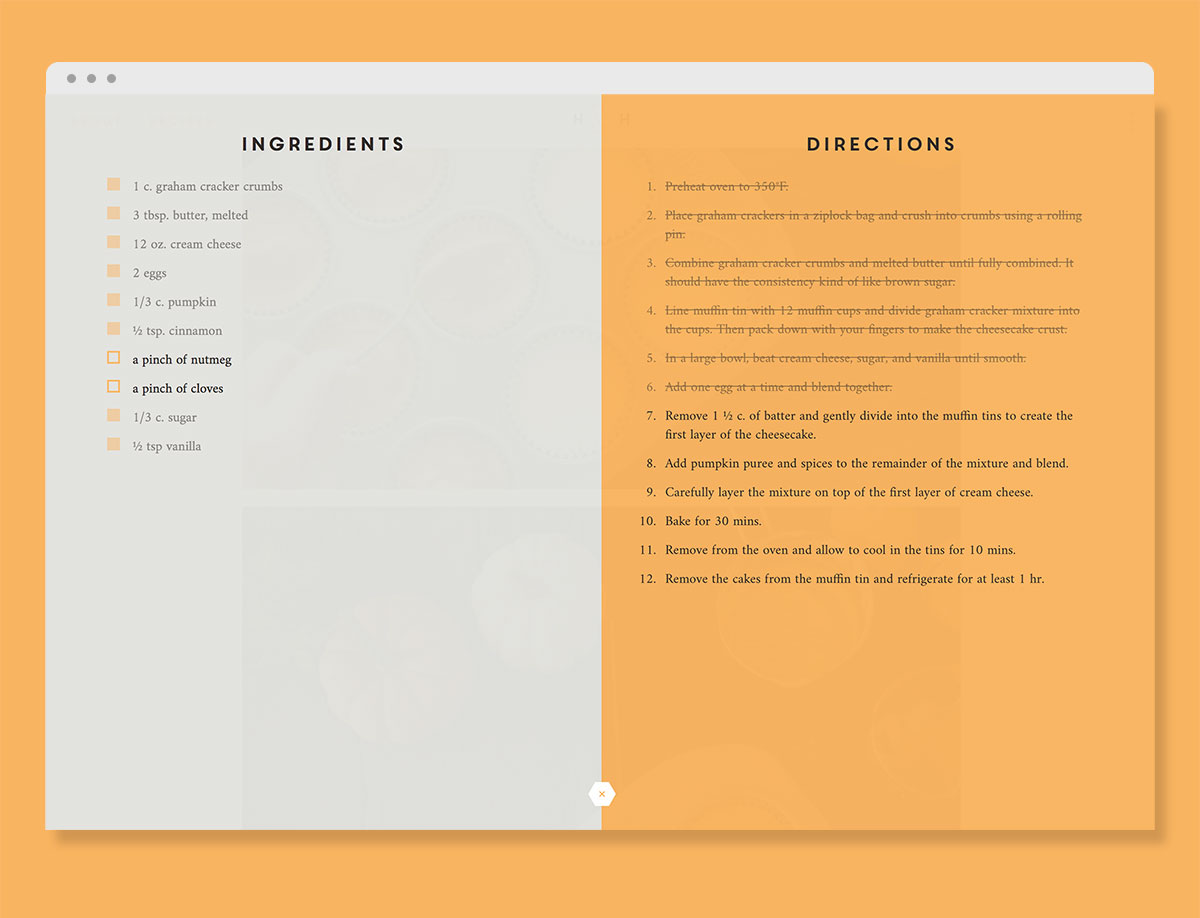 INGREDIENTS
1 c. graham cracker crumbs
3 tbsp. butter, melted
12 oz. cream cheese
2 eggs
1/3 c. pumpkin
½ tsp. cinnamon
a pinch of nutmeg
a pinch of cloves
1/3 c. sugar
½ tsp vanilla
DIRECTIONS
1. Preheat oven to 350°F.
2. Place graham crackers in a ziplock bag and crush into crumbs using a rolling
pin.
3. Combine graham cracker crumbs and melted butter until fully combined. It
should have the consistency kind of like brown sugar.
4. Line muffin tin with 12 muffin cups and divide graham cracker mixture into
the cups. Then pack down with your fingers to make the cheesecake crust.
5. In a large bowl, beat cream cheese, sugar, and vanilla until smooth.
6. Add one egg at a time and blend together.
7. Remove 1 ½ c. of batter and gently divide into the muffin tins to create the
first layer of the cheesecake.
8. Add pumpkin puree and spices to the remainder of the mixture and blend.
9. Carefully layer the mixture on top of the first layer of cream cheese.
10. Bake for 30 mins.
11. Remove from the oven and allow to cool in the tins for 10 mins.
12. Remove the cakes from the muffin tin and refrigerate for at least 1 hr.